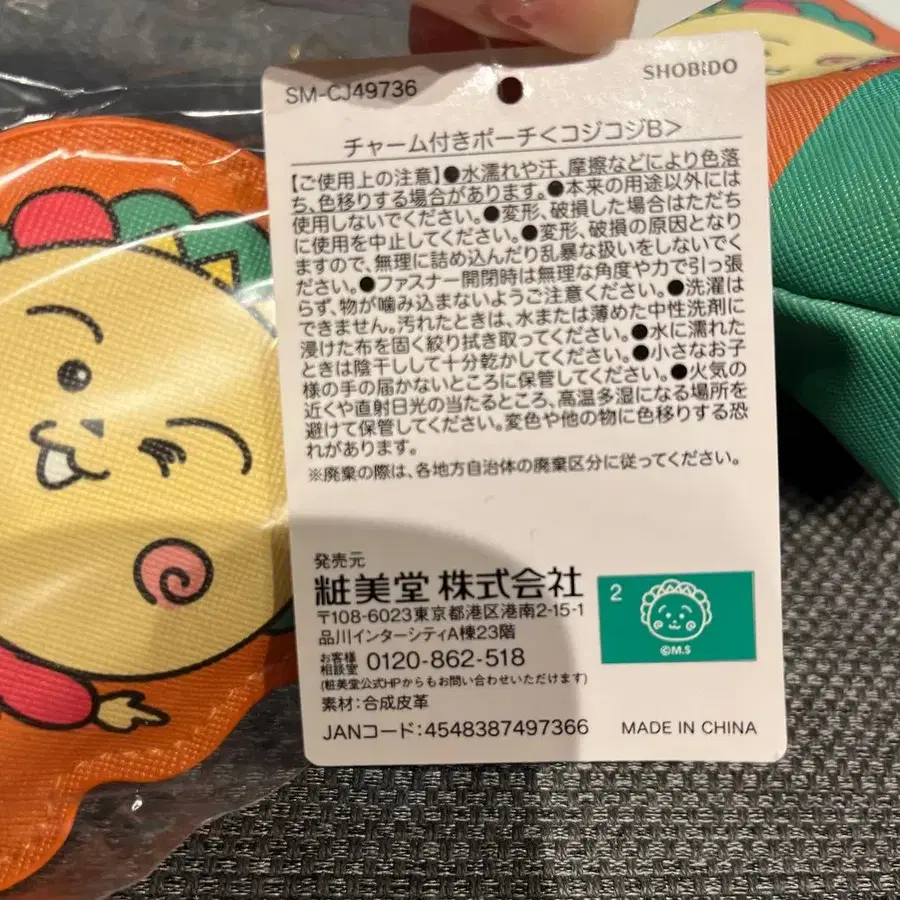 SM-CJ49736
SHOBIDO
チャーム付きポーチ<コジコジB>
【ご使用上の注意】●水濡れや汗、摩擦などにより色落
ち、色移りする場合があります。●本来の用途以外には
使用しないでください。●変形、破損した場合はただち
に使用を中止してください。●変形、破損の原因となり
ますので、無理に詰め込んだり乱暴な扱いをしないでく
ださい。●ファスナー開閉時は無理な角度や力で引っ張
らず、物が噛み込まないようご注意ください。●洗濯は
できません。汚れたときは、水または薄めた中性洗剤に
浸けた布を固く絞り拭き取ってください。●水に濡れた
ときは陰干しして十分乾かしてください。●小さなお子
様の手の届かないところに保管してください。●火気の
近くや直射日光の当たるところ、高温多湿になる場所を
避けて保管してください。変色や他の物に色移りする恐
れがあります。
※廃棄の際は、各地方自治体の廃棄区分に従ってください。
発売元
粧美堂 株式会社
〒108-6023東京都港区港南2-15-1
品川インターシティA棟23階
お客様相談室 0120-862-518
(粧美堂公式HPからもお問い合わせいただけます)
素材:合成皮革
JANコード:4548387497366
2
©M.S
MADE IN CHINA